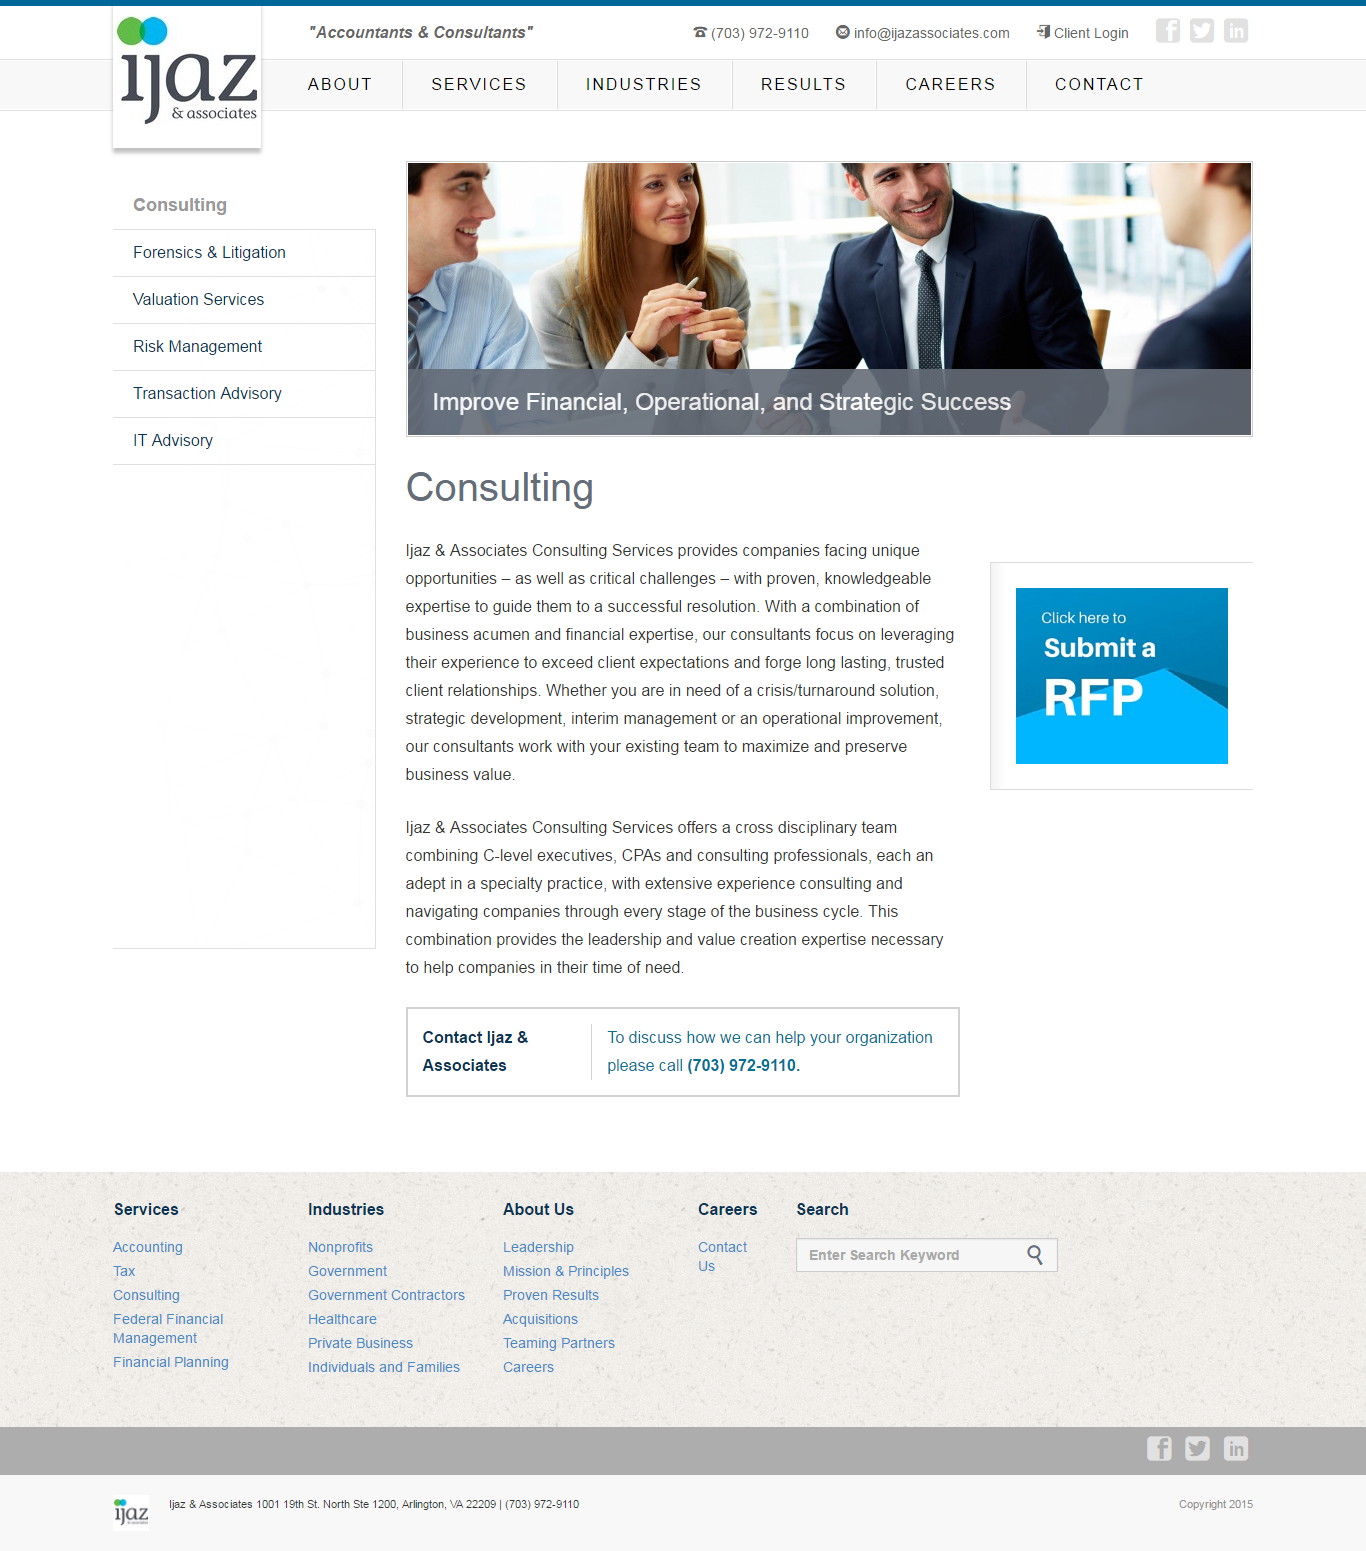 "Accountants & Consultants"
(703) 972-9110
info@ijazassociates.com
Client Login
ijaz
& associates
ABOUT
SERVICES
INDUSTRIES
RESULTS
CAREERS
CONTACT
Consulting
Forensics & Litigation
Valuation Services
Risk Management
Transaction Advisory
IT Advisory
Improve Financial, Operational, and Strategic Success
Consulting
Ijaz & Associates Consulting Services provides companies facing unique
opportunities – as well as critical challenges – with proven, knowledgeable
expertise to guide them to a successful resolution. With a combination of
business acumen and financial expertise, our consultants focus on leveraging
their experience to exceed client expectations and forge long lasting, trusted
client relationships. Whether you are in need of a crisis/turnaround solution,
strategic development, interim management or an operational improvement,
our consultants work with your existing team to maximize and preserve
business value.
Ijaz & Associates Consulting Services offers a cross disciplinary team
combining C-level executives, CPAs and consulting professionals, each an
adept in a specialty practice, with extensive experience consulting and
navigating companies through every stage of the business cycle. This
combination provides the leadership and value creation expertise necessary
to help companies in their time of need.
Click here to
Submit a
RFP
Contact Ijaz &
Associates
To discuss how we can help your organization
please call (703) 972-9110.
Services
Accounting
Tax
Consulting
Federal Financial
Management
Financial Planning
Industries
Nonprofits
Government
Government Contractors
Healthcare
Private Business
Individuals and Families
About Us
Leadership
Mission & Principles
Proven Results
Acquisitions
Teaming Partners
Careers
Careers
Contact
Us
Search
Enter Search Keyword
ijaz
Ijaz & Associates 1001 19th St. North Ste 1200, Arlington, VA 22209 | (703) 972-9110
Copyright 2015